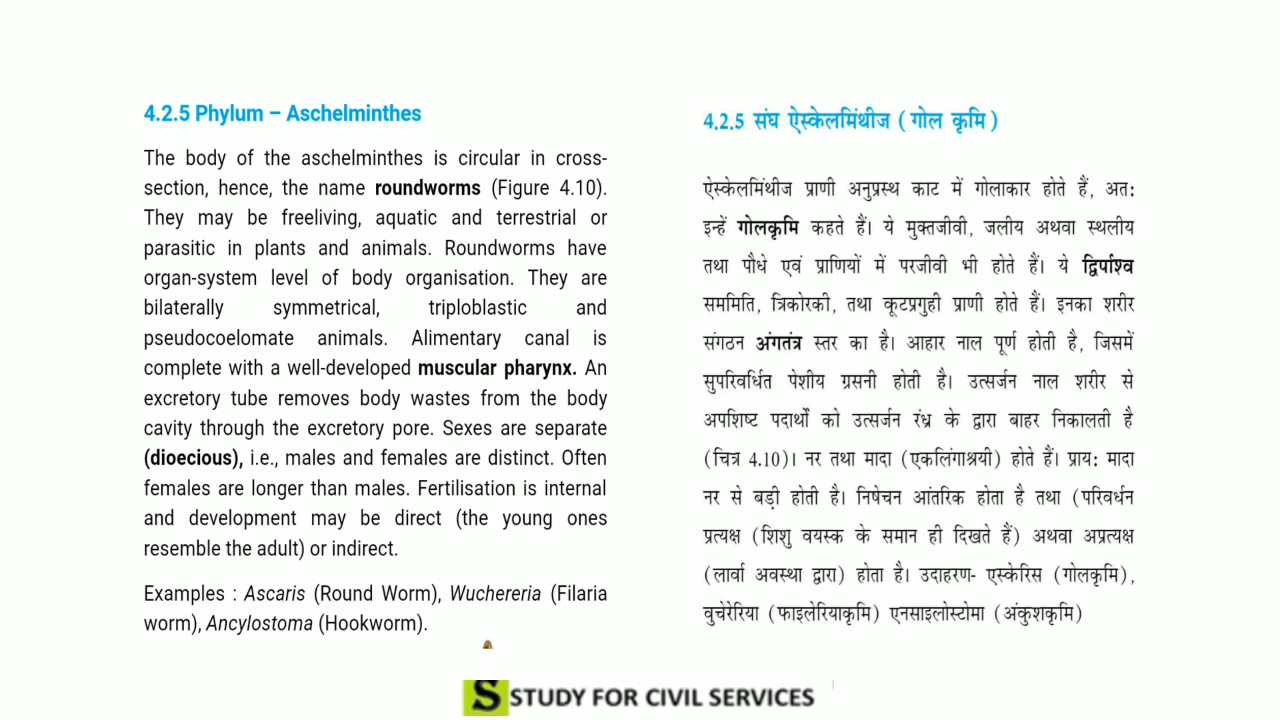 4.2.5 Phylum – Aschelminthes
The body of the aschelminthes is circular in cross-
section, hence, the name roundworms (Figure 4.10).
They may be freeliving, aquatic and terrestrial or
parasitic in plants and animals. Roundworms have
organ-system level of body organisation. They are
bilaterally symmetrical, triploblastic and
pseudocoelomate animals. Alimentary canal is
complete with a well-developed muscular pharynx. An
excretory tube removes body wastes from the body
cavity through the excretory pore. Sexes are separate
(dioecious), i.e., males and females are distinct. Often
females are longer than males. Fertilisation is internal
and development may be direct (the young ones
resemble the adult) or indirect.
Examples : Ascaris (Round Worm), Wuchereria (Filaria
worm), Ancylostoma (Hookworm).
4.2.5 संघ ऐस्केलमिंथीज ( गोल कृमि )
ऐस्केलमिंथीज प्राणी अनुप्रस्थ काट में गोलाकार होते हैं, अत:
इन्हें गोलकृमि कहते हैं। ये मुक्तजीवी, जलीय अथवा स्थलीय
तथा पौधे एवं प्राणियों में परजीवी भी होते हैं। ये द्विर्पाश्व
सममिति, त्रिकोरकी, तथा कूटप्रगुही प्राणी होते हैं। इनका शरीर
संगठन अंगतंत्र स्तर का है। आहार नाल पूर्ण होती है, जिसमें
सुपरिवर्धित पेशीय ग्रसनी होती है। उत्सर्जन नाल शरीर से
अपशिष्ट पदार्थों को उत्सर्जन रंध्र के द्वारा बाहर निकालती है
(चित्र 4.10)। नर तथा मादा (एकलिंगाश्रयी) होते हैं। प्राय: मादा
नर से बड़ी होती है। निषेचन आंतरिक होता है तथा (परिवर्धन
प्रत्यक्ष (शिशु वयस्क के समान ही दिखते हैं) अथवा अप्रत्यक्ष
(लार्वा अवस्था द्वारा) होता है। उदाहरण- एस्केरिस (गोलकृमि),
वुचेरेरिया (फाइलेरियाकृमि) एनसाइलोस्टोमा (अंकुशकृमि)
S STUDY FOR CIVIL SERVICES